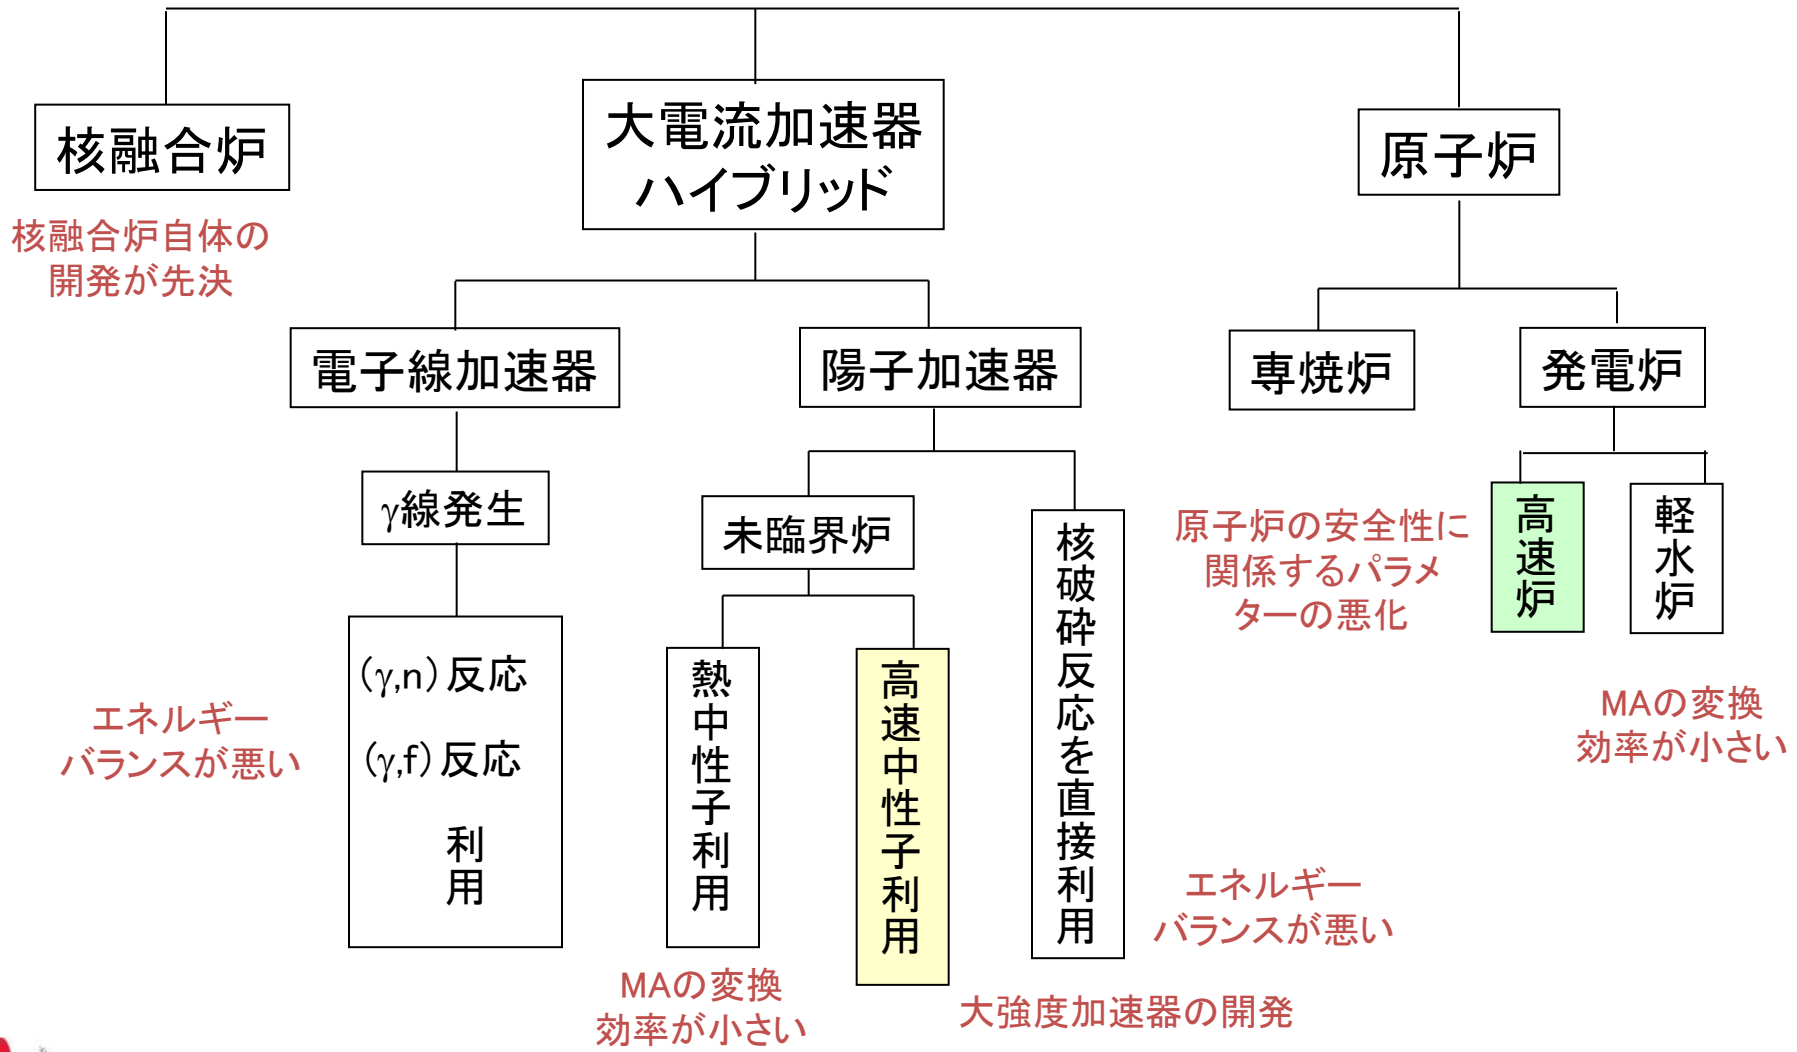 核融合炉
核融合炉自体の
開発が先決
大電流加速器
ハイブリッド
原子炉
電子線加速器
陽子加速器
専焼炉
発電炉
γ線発生
未臨界炉
核破砕反応を直接利用
原子炉の安全性に
関係するパラメ
ターの悪化
高速炉
軽水炉
(γ,n)反応
(γ,f)反応
利用
エネルギー
バランスが悪い
熱中性子利用
高速中性子利用
MAの変換
効率が小さい
エネルギー
バランスが悪い
MAの変換
効率が小さい
大強度加速器の開発